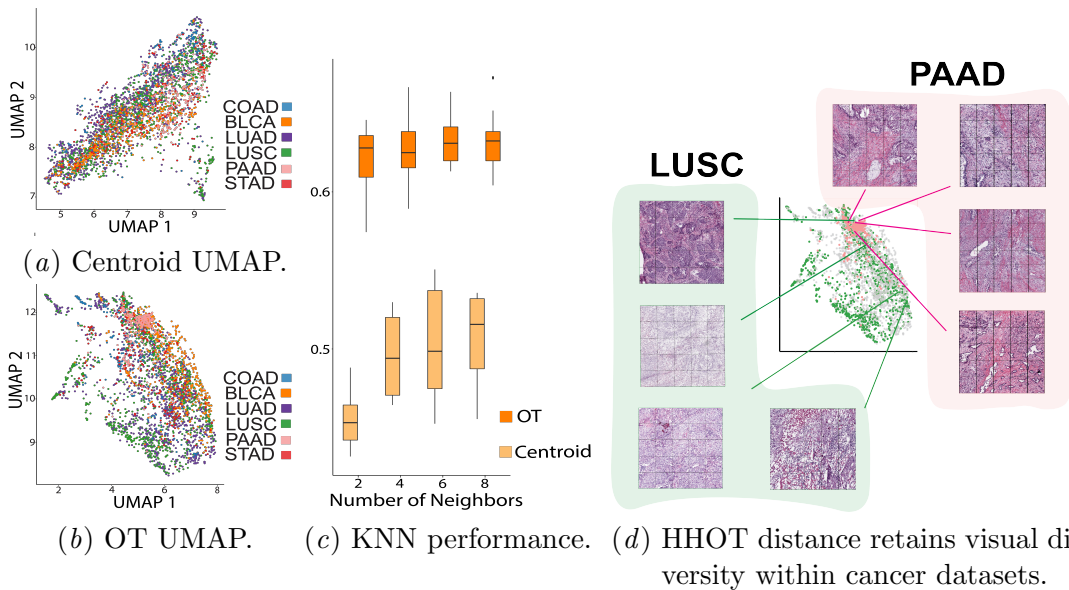 UMAP 2
10
9
8
7
5
6
7
8
9
UMAP 1
COAD
BLCA
LUAD
LUSC
PAAD
STAD
(a) Centroid UMAP.
UMAP 2
12
11
10
9
2
4
6
8
UMAP 1
COAD
BLCA
LUAD
LUSC
PAAD
STAD
(b) OT UMAP.
0.6
0.5
2
4
6
8
Number of Neighbors
OT
Centroid
(c) KNN performance.
LUSC
PAAD
(d) HHOT distance retains visual di
versity within cancer datasets.